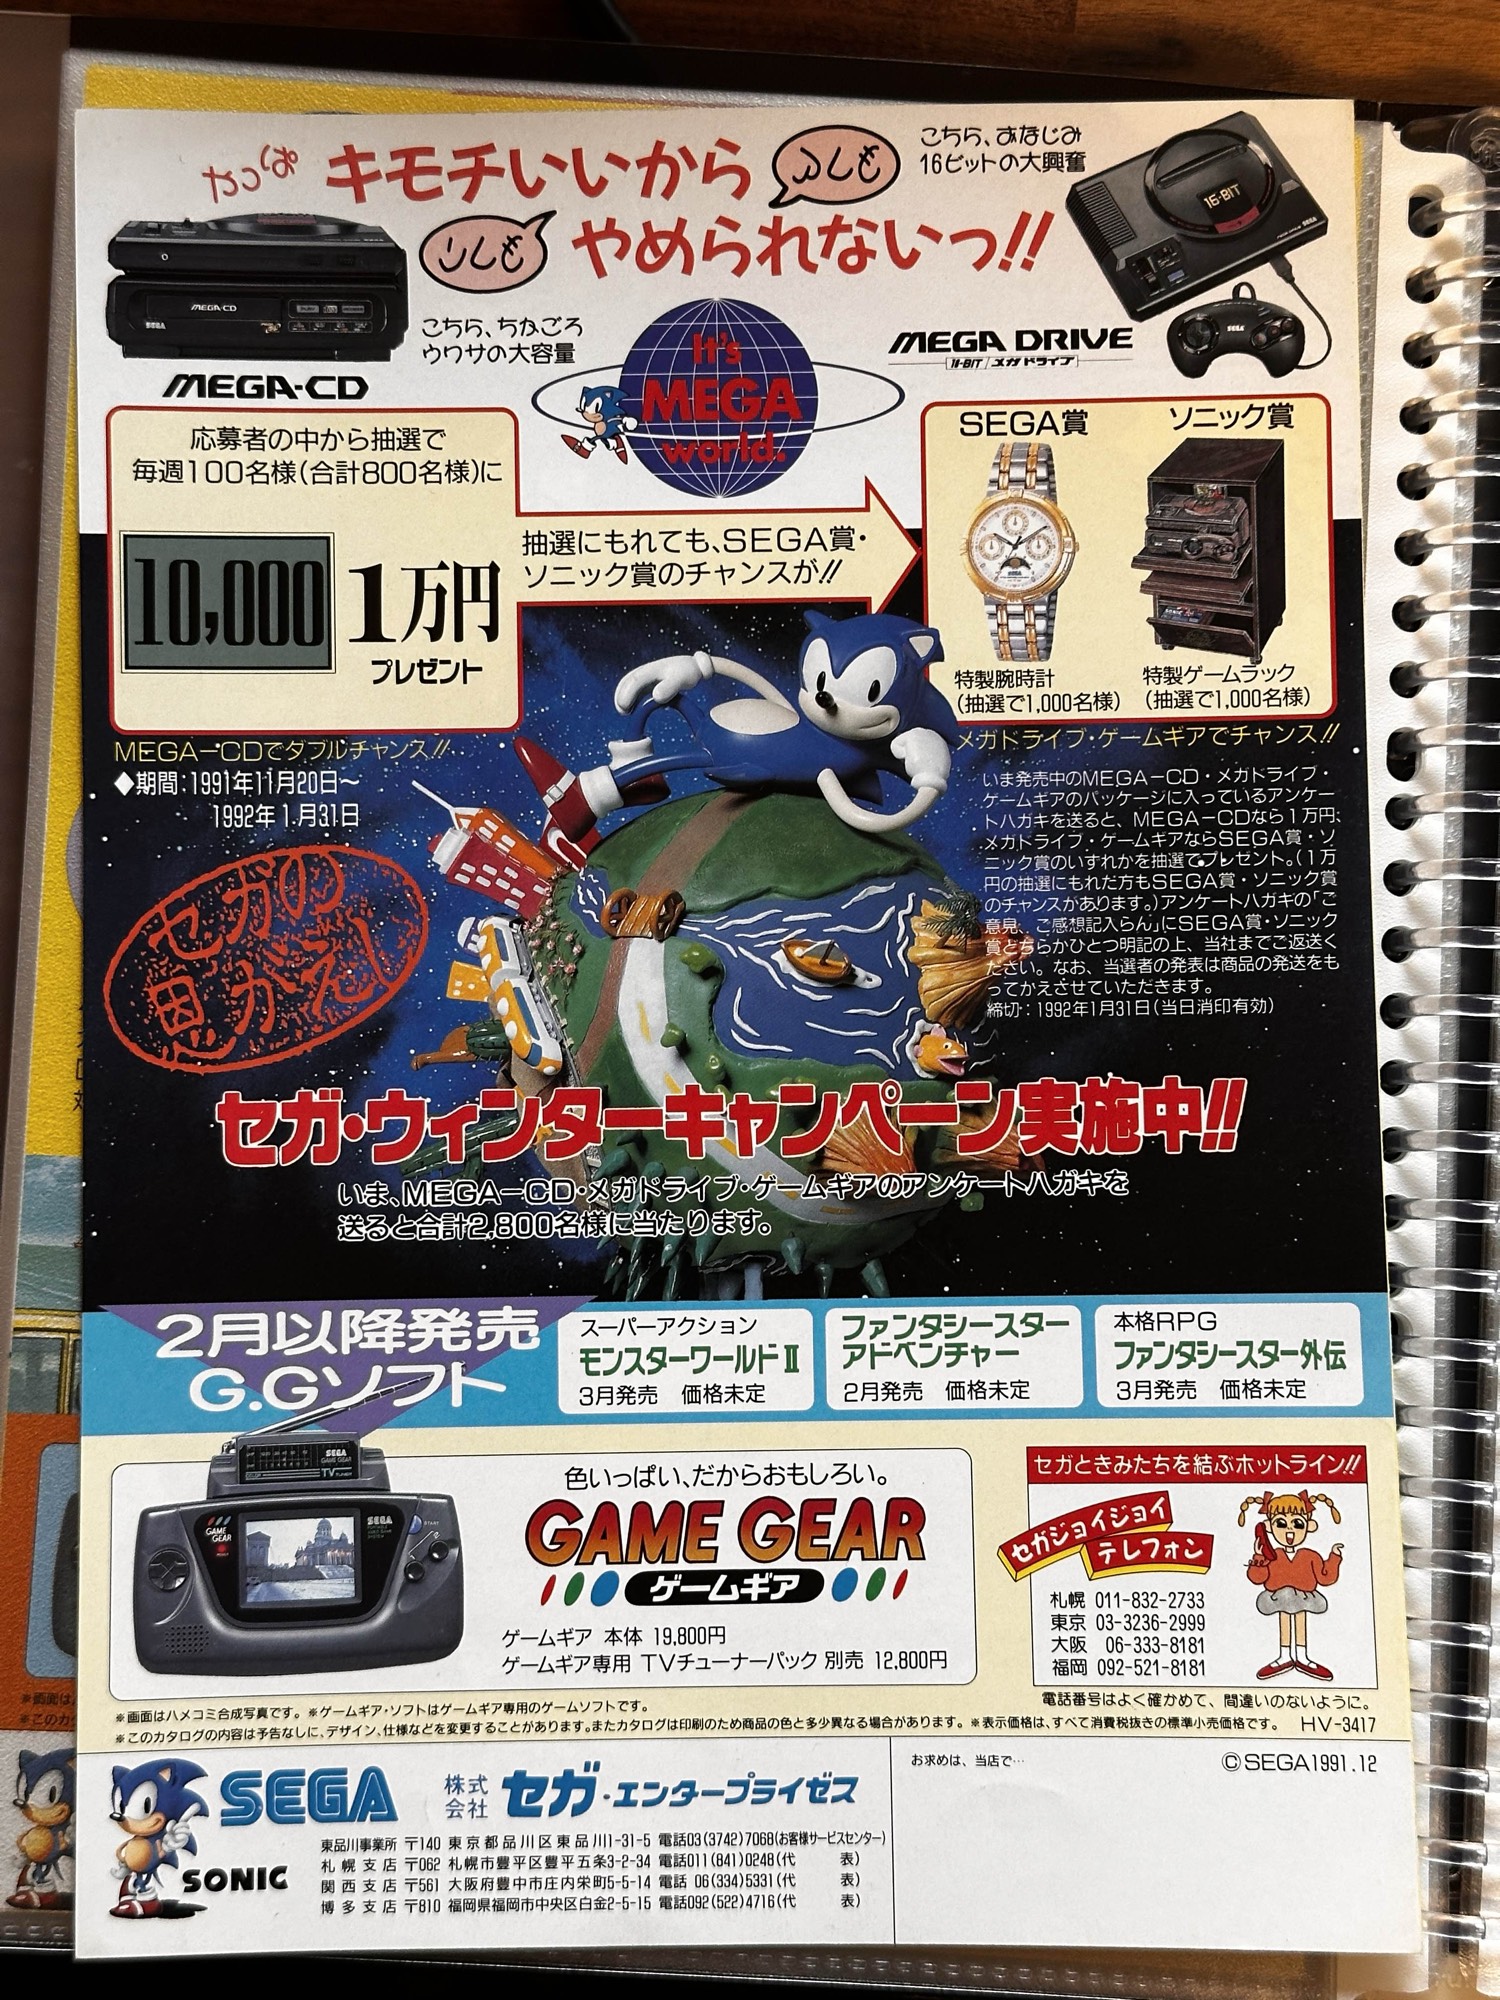 やっぱ キモチいいから ふしも
りしも やめられないっ!!
こちら、おなじみ
16ビットの大興奮
16-BIT
SEGA
MEGA-CD
SEGA
こちら、ちかごろ
ウワサの大容量
MEGA-CD
MEGA DRIVE
16-BIT / メガドライブ
It's
MEGA
world.
応募者の中から抽選で
毎週100名様(合計800名様)に
10,000 1万円
プレゼント
抽選にもれても、SEGA賞・
ソニック賞のチャンスが!!
SEGA賞
ソニック賞
特製腕時計
(抽選で1,000名様)
特製ゲームラック
(抽選で1,000名様)
MEGA-CDでダブルチャンス!!
◆期間:1991年11月20日~
1992年1月31日
メガドライブ・ゲームギアでチャンス!!
いま発売中のMEGA-CD・メガドライブ・
ゲームギアのパッケージに入っているアンケー
トハガキを送ると、MEGA-CDなら1万円、
メガドライブ・ゲームギアならSEGA賞・ソ
ニック賞のいずれかを抽選でプレゼント。(1万
円の抽選にもれた方もSEGA賞・ソニック賞
のチャンスがあります。)アンケートハガキの「ご
意見、ご感想記入らん」にSEGA賞・ソニック
賞どちらかひとつ明記の上、当社までご返送く
ださい。なお、当選者の発表は商品の発送をも
ってかえさせていただきます。
締切:1992年1月31日(当日消印有効)
セガの
恩がえし
セガ・ウィンターキャンペーン実施中!!
いま、MEGA-CD・メガドライブ・ゲームギアのアンケートハガキを
送ると合計2,800名様に当たります。
2月以降発売
G.Gソフト
スーパーアクション
モンスターワールドII
3月発売 価格未定
ファンタシースター
アドベンチャー
2月発売 価格未定
本格RPG
ファンタシースター外伝
3月発売 価格未定
SEGA
GAME GEAR
TV TUNER
GAME GEAR
SEGA
START
色いっぱい、だからおもしろい。
GAME GEAR
ゲームギア
ゲームギア 本体 19,800円
ゲームギア専用 TVチューナーパック 別売 12,800円
セガときみたちを結ぶホットライン!!
セガジョイジョイ
テレフォン
札幌 011-832-2733
東京 03-3236-2999
大阪 06-333-8181
福岡 092-521-8181
電話番号はよく確かめて、間違いのないように。
※画面はハメコミ合成写真です。※ゲームギア・ソフトはゲームギア専用のゲームソフトです。
※このカタログの内容は予告なしに、デザイン、仕様などを変更することがあります。またカタログは印刷のため商品の色と多少異なる場合があります。※表示価格は、すべて消費税抜きの標準小売価格です。 HV-3417
SEGA 株式会社 セガ・エンタープライゼス
SONIC
東品川事業所 〒140 東京都品川区東品川1-31-5 電話03(3742)7068(お客様サービスセンター)
札幌支店 〒062 札幌市豊平区豊平五条3-2-34 電話011(841)0248(代表)
関西支店 〒561 大阪府豊中市庄内栄町5-5-14 電話 06(334)5331(代表)
博多支店 〒810 福岡県福岡市中央区白金2-5-15 電話092(522)4716(代表)
お求めは、当店で…
©SEGA1991.12